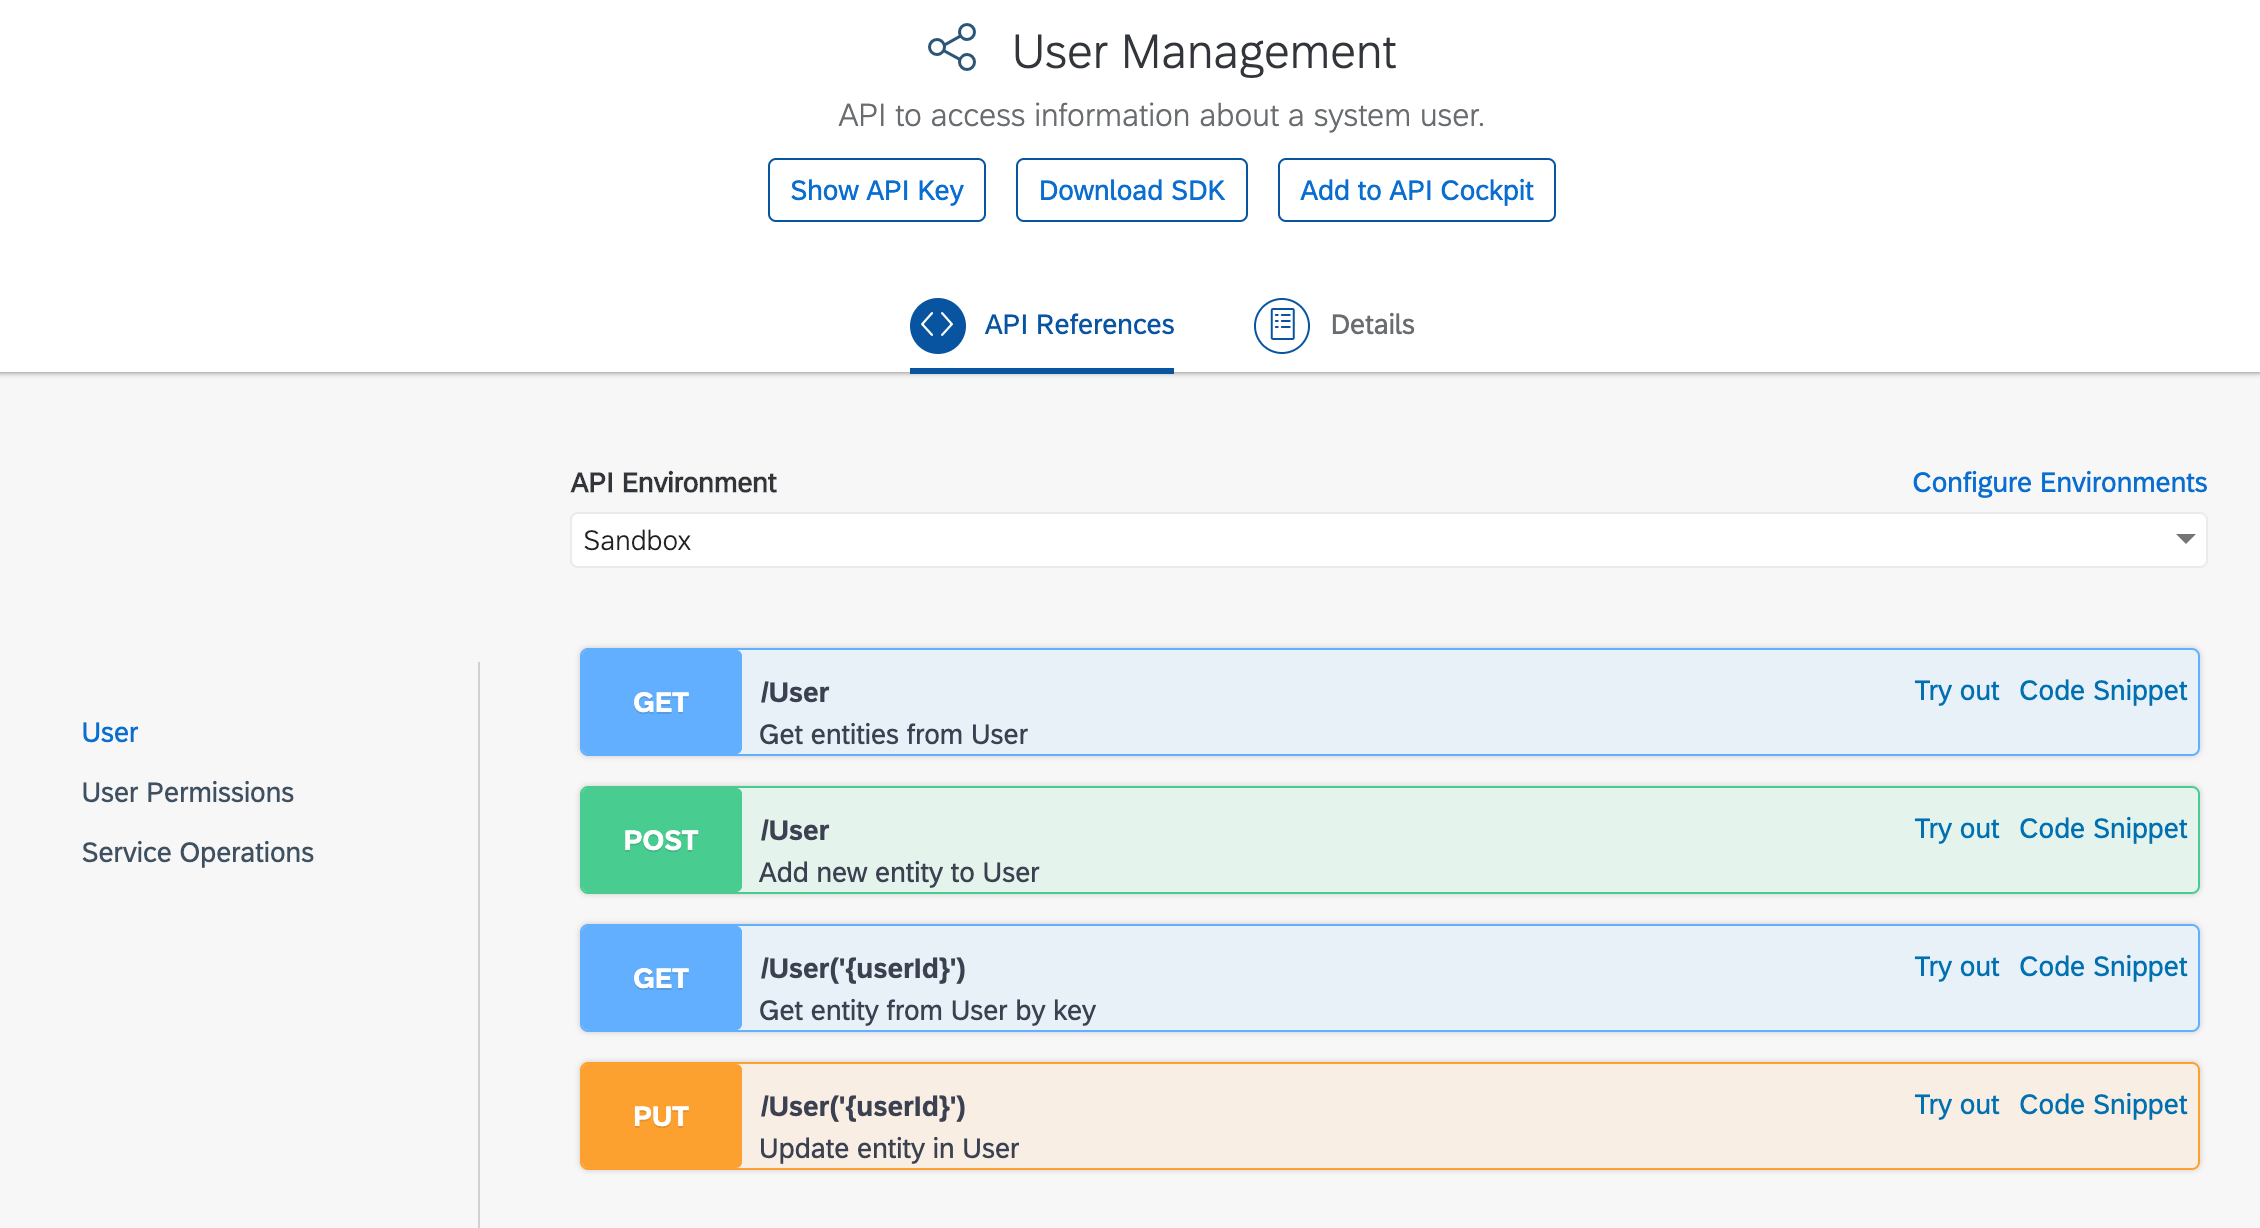 User Management
API to access information about a system user.
Show API Key
Download SDK
Add to API Cockpit
API References
Details
API Environment
Configure Environments
Sandbox
User
User Permissions
Service Operations
GET
/User
Get entities from User
Try out
Code Snippet
POST
/User
Add new entity to User
Try out
Code Snippet
GET
/User('{userId}')
Get entity from User by key
Try out
Code Snippet
PUT
/User('{userId}')
Update entity in User
Try out
Code Snippet